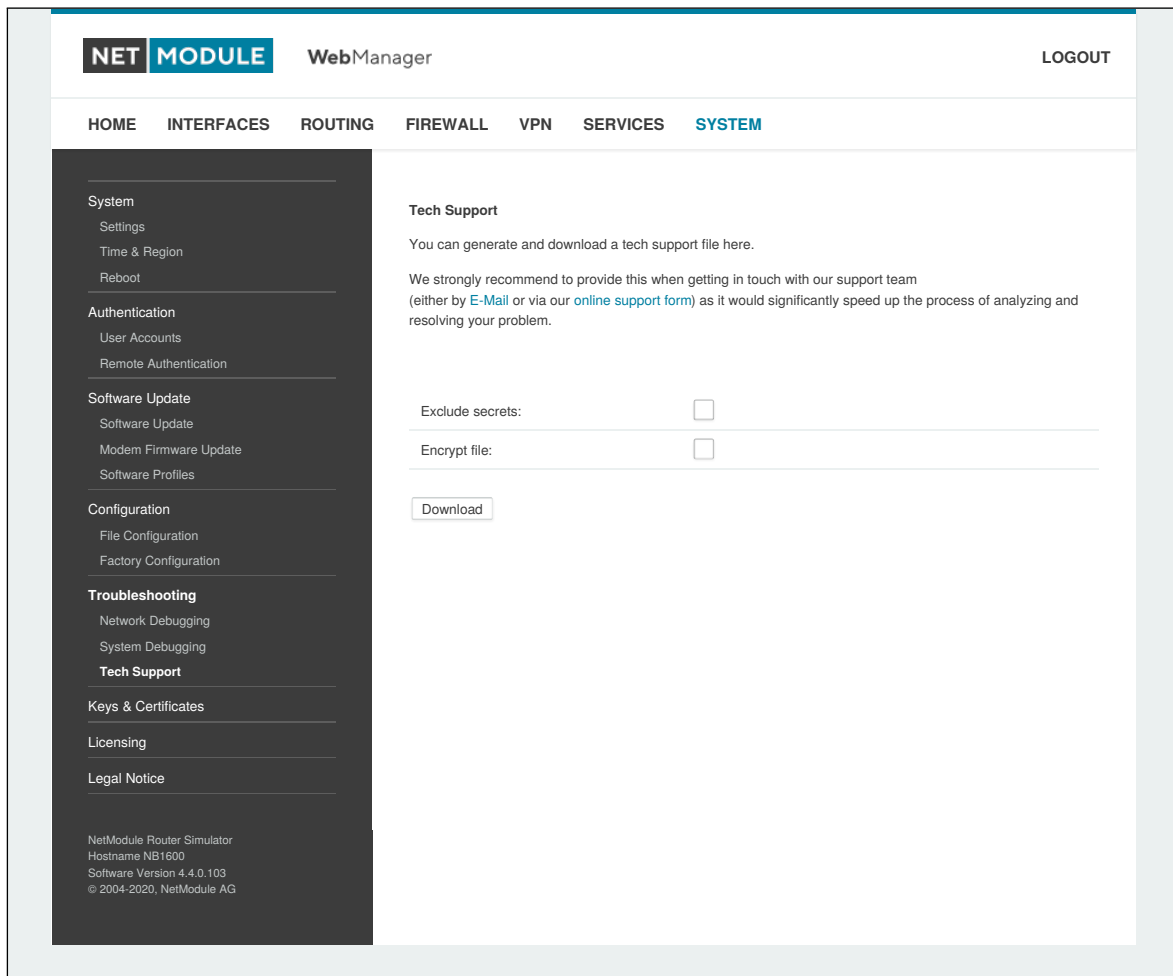 NET MODULE WebManager LOGOUT
HOME INTERFACES ROUTING FIREWALL VPN SERVICES SYSTEM
System
Settings
Time & Region
Reboot
Authentication
User Accounts
Remote Authentication
Software Update
Software Update
Modem Firmware Update
Software Profiles
Configuration
File Configuration
Factory Configuration
Troubleshooting
Network Debugging
System Debugging
Tech Support
Keys & Certificates
Licensing
Legal Notice
NetModule Router Simulator
Hostname NB1600
Software Version 4.4.0.103
© 2004-2020, NetModule AG
Tech Support
You can generate and download a tech support file here.
We strongly recommend to provide this when getting in touch with our support team
(either by E-Mail or via our online support form) as it would significantly speed up the process of analyzing and
resolving your problem.
Exclude secrets:
Encrypt file:
Download